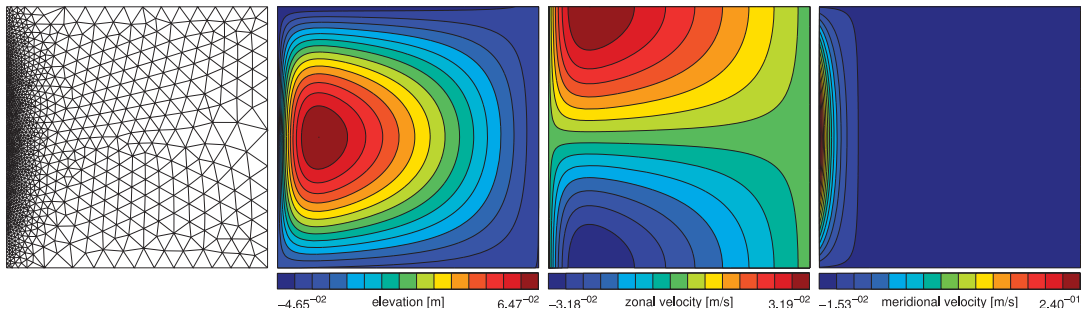 −4.65−02 elevation [m] 6.47−02
−3.18−02 zonal velocity [m/s] 3.19−02
−1.53−02 meridional velocity [m/s] 2.40−01